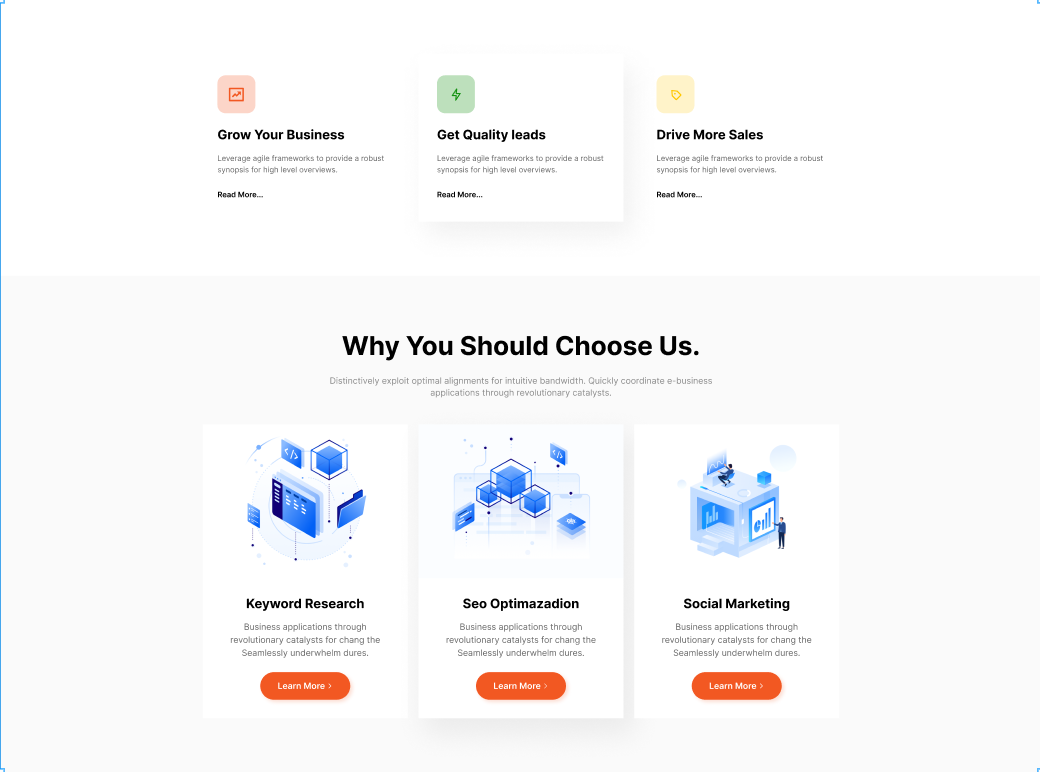 Grow Your Business
Leverage agile frameworks to provide a robust
synopsis for high level overviews.
Read More...
Get Quality leads
Leverage agile frameworks to provide a robust
synopsis for high level overviews.
Read More...
Drive More Sales
Leverage agile frameworks to provide a robust
synopsis for high level overviews.
Read More...
Why You Should Choose Us.
Distinctively exploit optimal alignments for intuitive bandwidth. Quickly coordinate e-business
applications through revolutionary catalysts.
Keyword Research
Business applications through
revolutionary catalysts for chang the
Seamlessly underwhelm dures.
Learn More >
Seo Optimazadion
Business applications through
revolutionary catalysts for chang the
Seamlessly underwhelm dures.
Learn More >
Social Marketing
Business applications through
revolutionary catalysts for chang the
Seamlessly underwhelm dures.
Learn More >